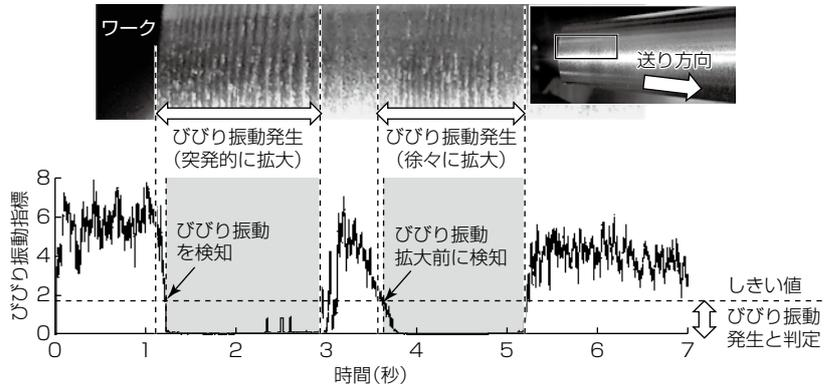 ワーク
送り方向
びびり振動発生
（突発的に拡大）
びびり振動発生
（徐々に拡大）
びびり振動指標
8
6
4
2
0
びびり振動
を検知
びびり振動
拡大前に検知
しきい値
びびり振動
発生と判定
0
1
2
3
4
5
6
7
時間（秒）